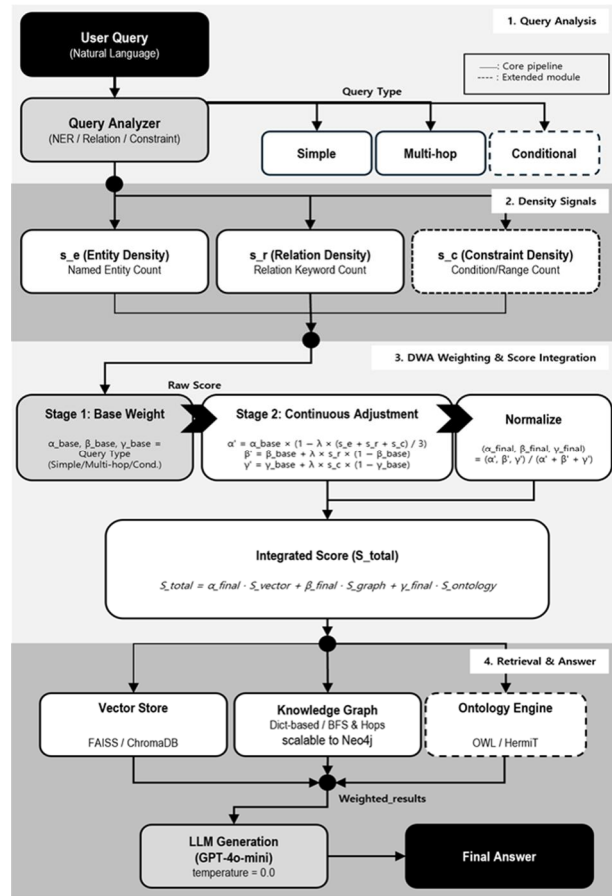 1. Query Analysis
User Query
(Natural Language)
——: Core pipeline
----: Extended module
Query Type
Query Analyzer
(NER / Relation / Constraint)
Simple
Multi-hop
Conditional
2. Density Signals
s_e (Entity Density)
Named Entity Count
s_r (Relation Density)
Relation Keyword Count
s_c (Constraint Density)
Condition/Range Count
3. DWA Weighting & Score Integration
Raw Score
Stage 1: Base Weight
α_base, β_base, γ_base =
Query Type
(Simple/Multi-hop/Cond.)
Stage 2: Continuous Adjustment
α' = α_base × (1 − λ × (s_e + s_r + s_c) / 3)
β' = β_base + λ × s_r × (1 − β_base)
γ' = γ_base + λ × s_c × (1 − γ_base)
Normalize
(α_final, β_final, γ_final)
= (α', β', γ') / (α' + β' + γ')
Integrated Score (S_total)
S_total = α_final · S_vector + β_final · S_graph + γ_final · S_ontology
4. Retrieval & Answer
Vector Store
FAISS / ChromaDB
Knowledge Graph
Dict-based / BFS & Hops
scalable to Neo4j
Ontology Engine
OWL / HermiT
Weighted_results
LLM Generation
(GPT-4o-mini)
temperature = 0.0
Final Answer